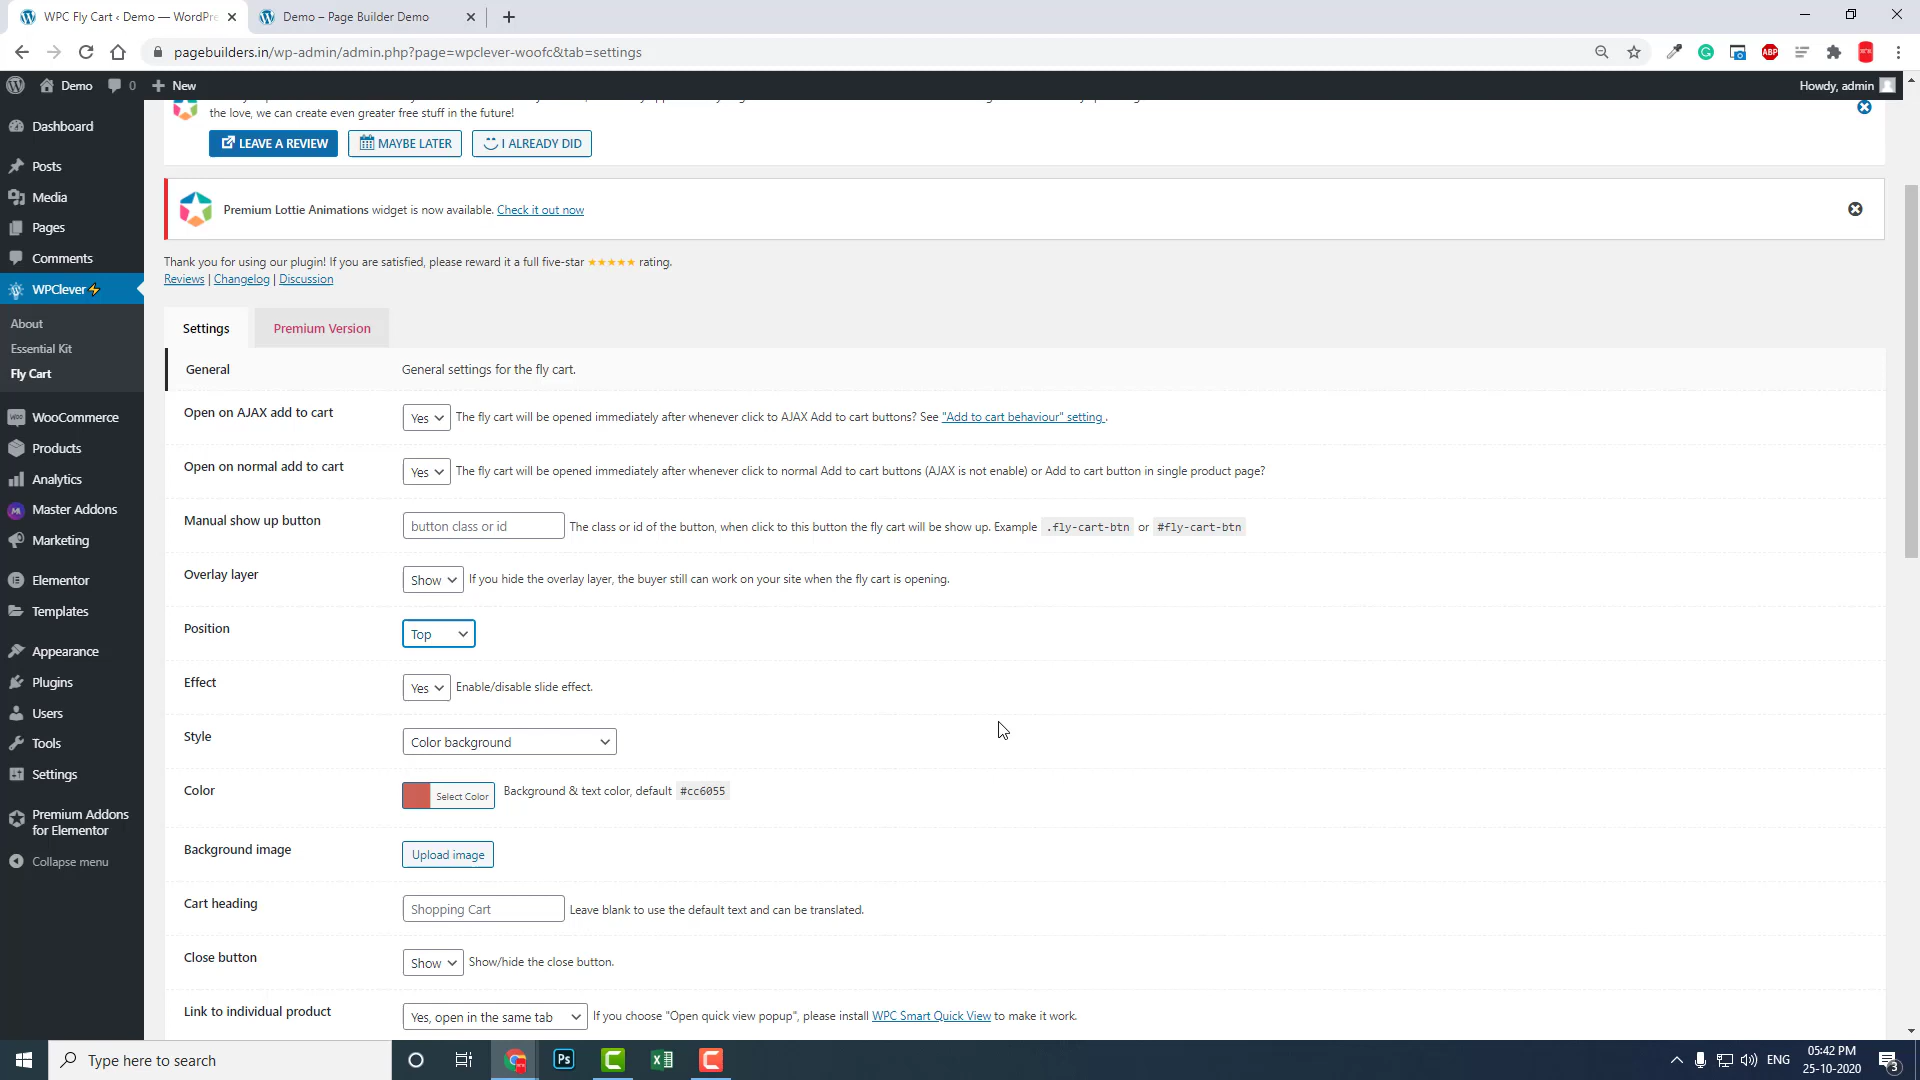 WPC Fly Cart ‹ Demo — WordPre
Demo – Page Builder Demo
pagebuilders.in/wp-admin/admin.php?page=wpclever-woofc&tab=settings
ABP
Demo
0
New
Howdy, admin
the love, we can create even greater free stuff in the future!
LEAVE A REVIEW
MAYBE LATER
I ALREADY DID
Premium Lottie Animations widget is now available. Check it out now
Thank you for using our plugin! If you are satisfied, please reward it a full five-star ★★★★★ rating.
Reviews | Changelog | Discussion
Dashboard
Posts
Media
Pages
Comments
WPClever⚡
About
Essential Kit
Fly Cart
WooCommerce
Products
Analytics
Master Addons
Marketing
Elementor
Templates
Appearance
Plugins
Users
Tools
Settings
Premium Addons
for Elementor
Collapse menu
Settings
Premium Version
General
General settings for the fly cart.
Open on AJAX add to cart
Yes
The fly cart will be opened immediately after whenever click to AJAX Add to cart buttons? See "Add to cart behaviour" setting .
Open on normal add to cart
Yes
The fly cart will be opened immediately after whenever click to normal Add to cart buttons (AJAX is not enable) or Add to cart button in single product page?
Manual show up button
button class or id
The class or id of the button, when click to this button the fly cart will be show up. Example .fly-cart-btn or #fly-cart-btn
Overlay layer
Show
If you hide the overlay layer, the buyer still can work on your site when the fly cart is opening.
Position
Top
Effect
Yes
Enable/disable slide effect.
Style
Color background
Color
Select Color
Background & text color, default #cc6055
Background image
Upload image
Cart heading
Shopping Cart
Leave blank to use the default text and can be translated.
Close button
Show
Show/hide the close button.
Link to individual product
Yes, open in the same tab
If you choose "Open quick view popup", please install WPC Smart Quick View to make it work.
Type here to search
Ps
ENG
05:42 PM
25-10-2020
3